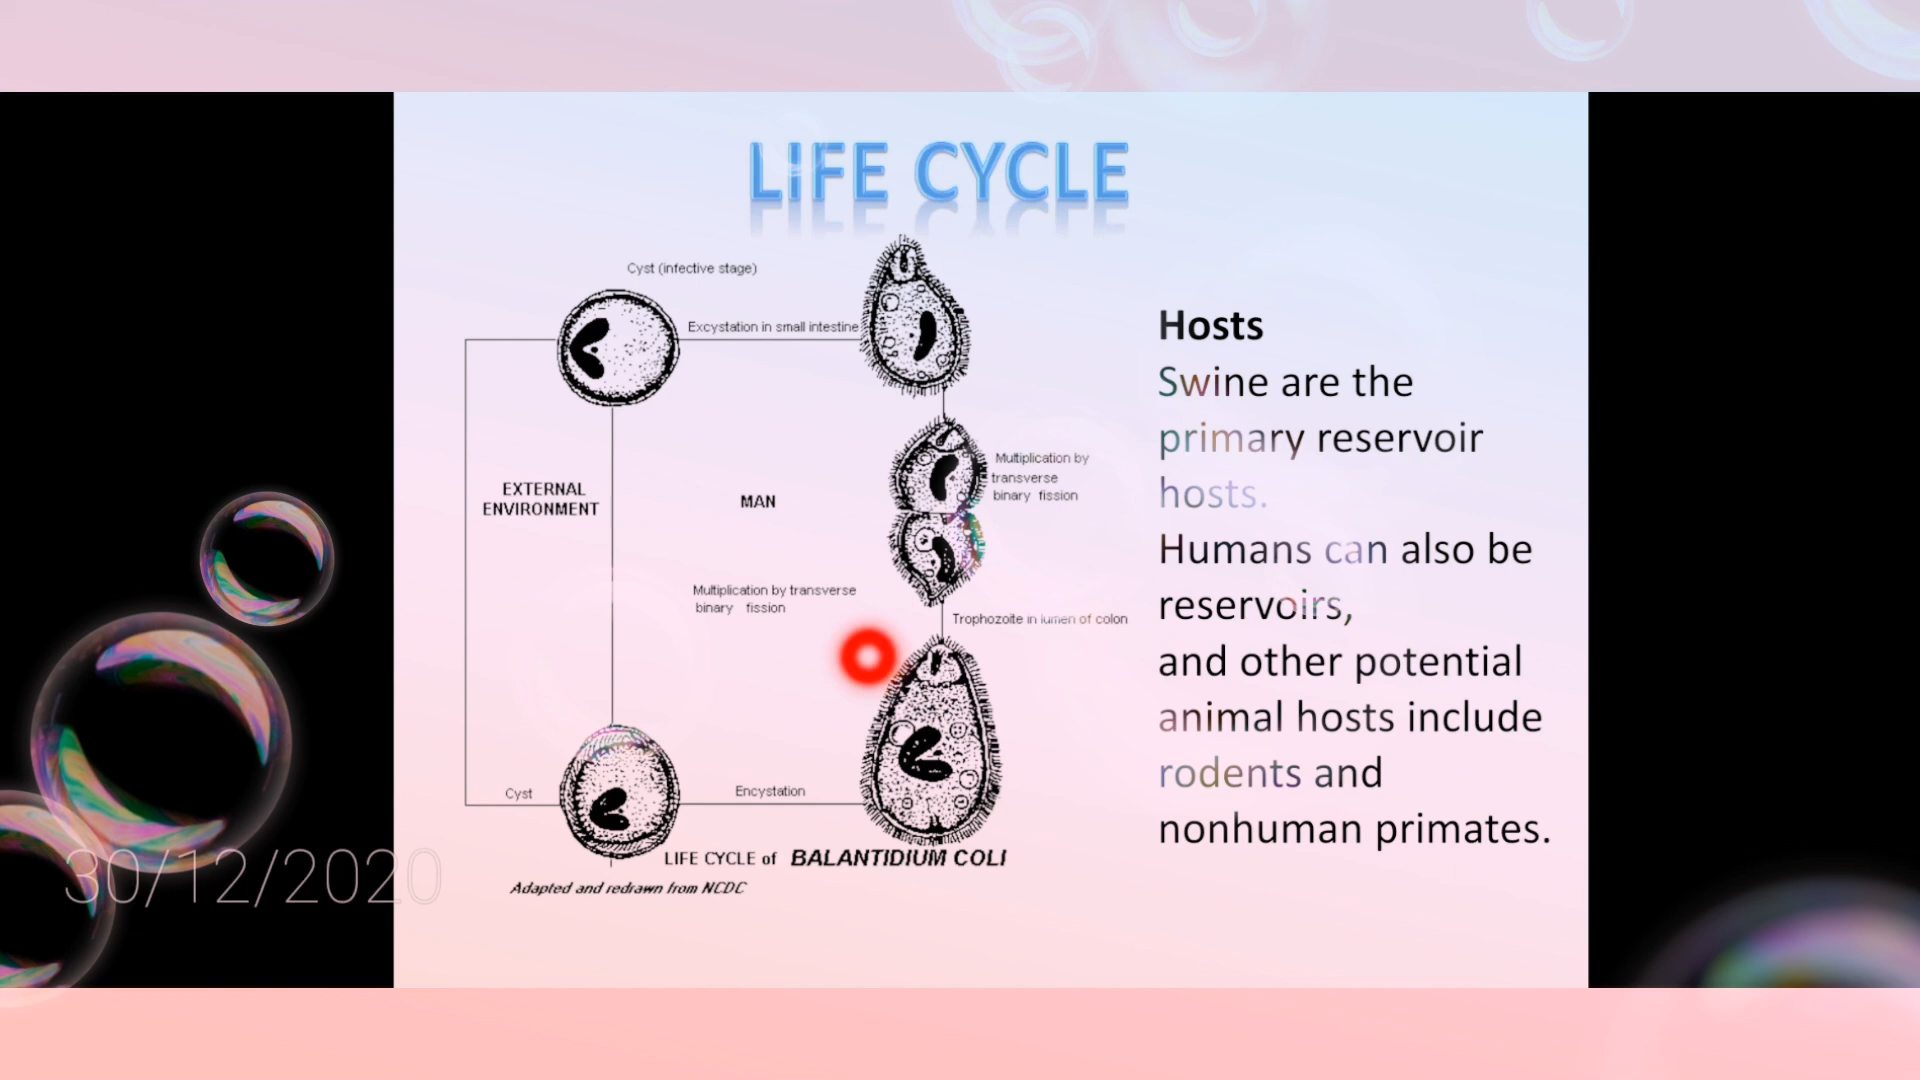 LIFE CYCLE
Cyst (infective stage)
Excystation in small intestine
EXTERNAL
ENVIRONMENT
MAN
Multiplication by
transverse
binary fission
Multiplication by transverse
binary fission
Trophozoite in lumen of colon
Cyst
Encystation
LIFE CYCLE of BALANTIDIUM COLI
Adapted and redrawn from NCDC
Hosts
Swine are the
primary reservoir
hosts.
Humans can also be
reservoirs,
and other potential
animal hosts include
rodents and
nonhuman primates.
30/12/2020